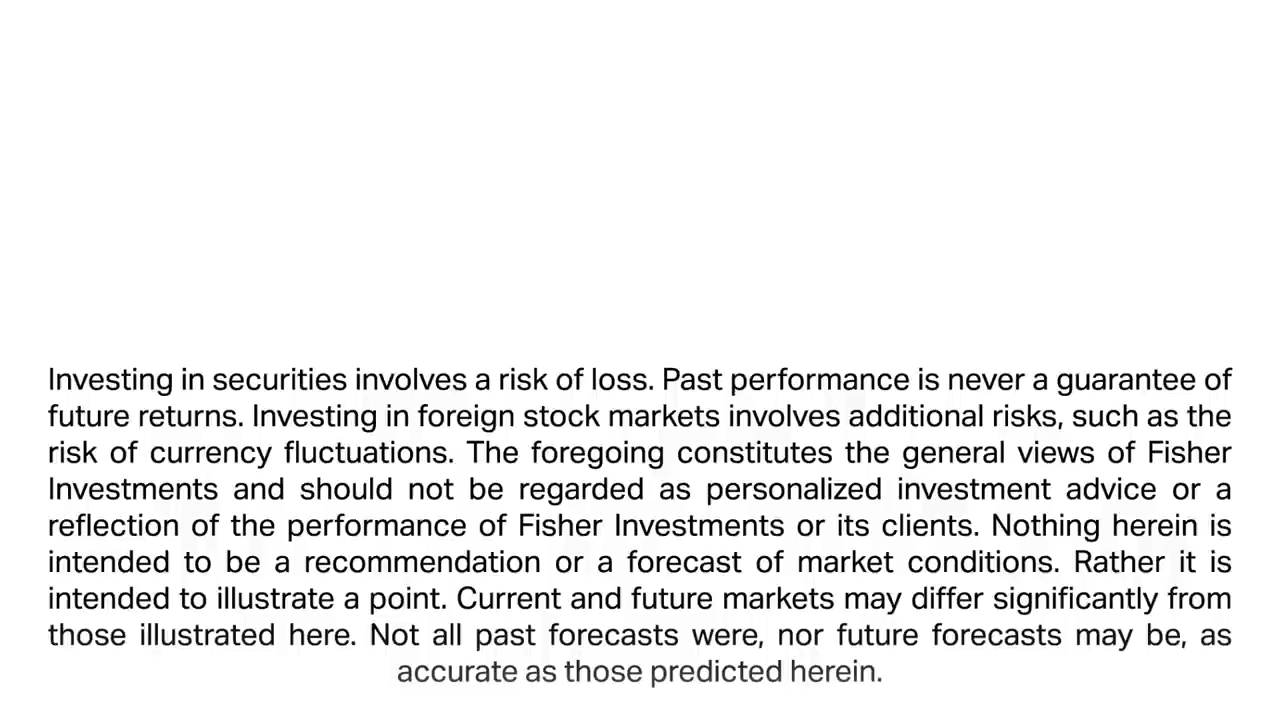 Investing in securities involves a risk of loss. Past performance is never a guarantee of
future returns. Investing in foreign stock markets involves additional risks, such as the
risk of currency fluctuations. The foregoing constitutes the general views of Fisher
Investments and should not be regarded as personalized investment advice or a
reflection of the performance of Fisher Investments or its clients. Nothing herein is
intended to be a recommendation or a forecast of market conditions. Rather it is
intended to illustrate a point. Current and future markets may differ significantly from
those illustrated here. Not all past forecasts were, nor future forecasts may be, as
accurate as those predicted herein.